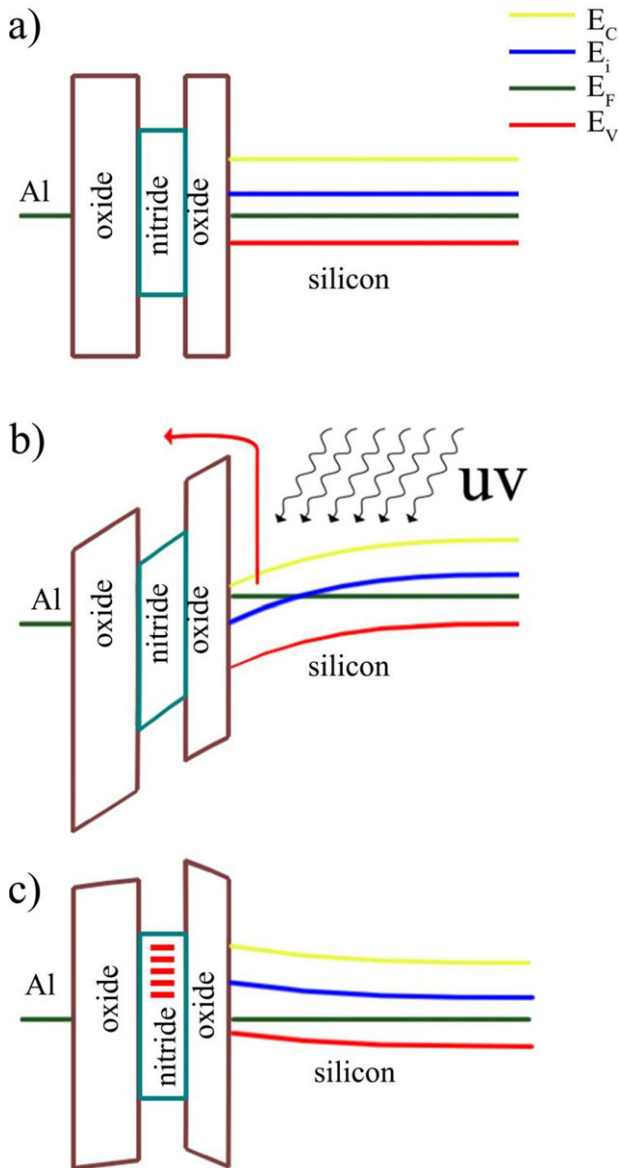 a)
E_C
E_i
E_F
E_V
Al
oxide
nitride
oxide
silicon
b)
uv
Al
oxide
nitride
oxide
silicon
c)
Al
oxide
nitride
oxide
silicon